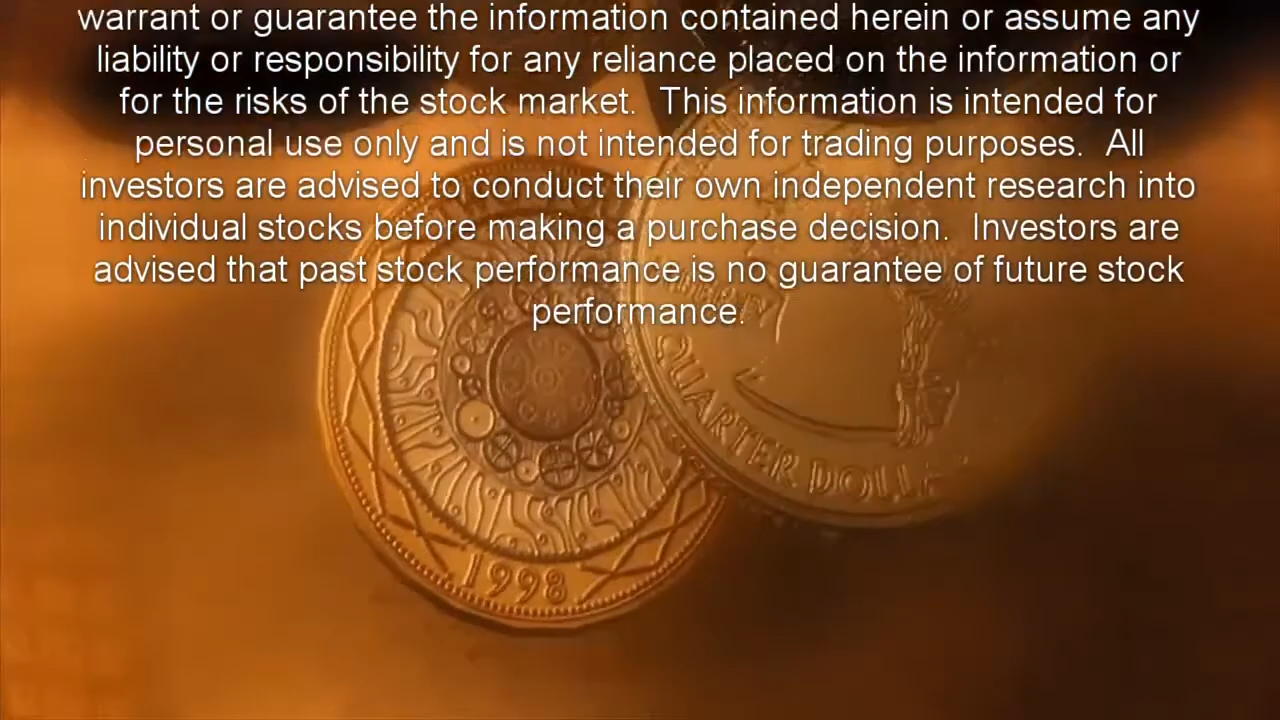 warrant or guarantee the information contained herein or assume any
liability or responsibility for any reliance placed on the information or
for the risks of the stock market.  This information is intended for
personal use only and is not intended for trading purposes.  All
investors are advised to conduct their own independent research into
individual stocks before making a purchase decision.  Investors are
advised that past stock performance is no guarantee of future stock
performance.
QUARTER DOLL
1998